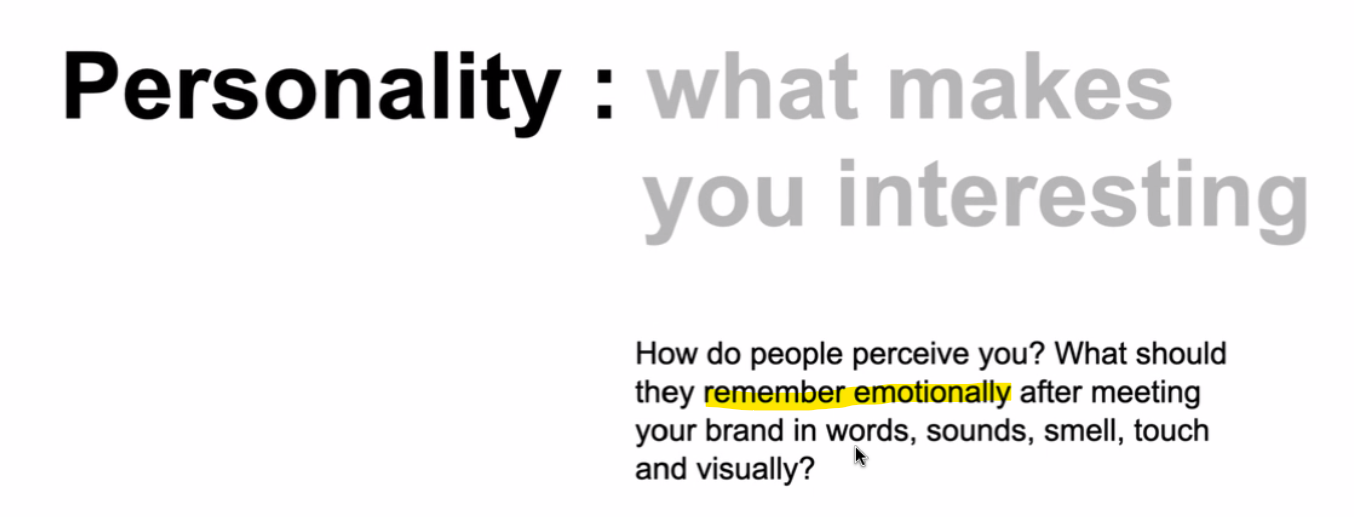 Personality : what makes
you interesting
How do people perceive you? What should
they remember emotionally after meeting
your brand in words, sounds, smell, touch
and visually?